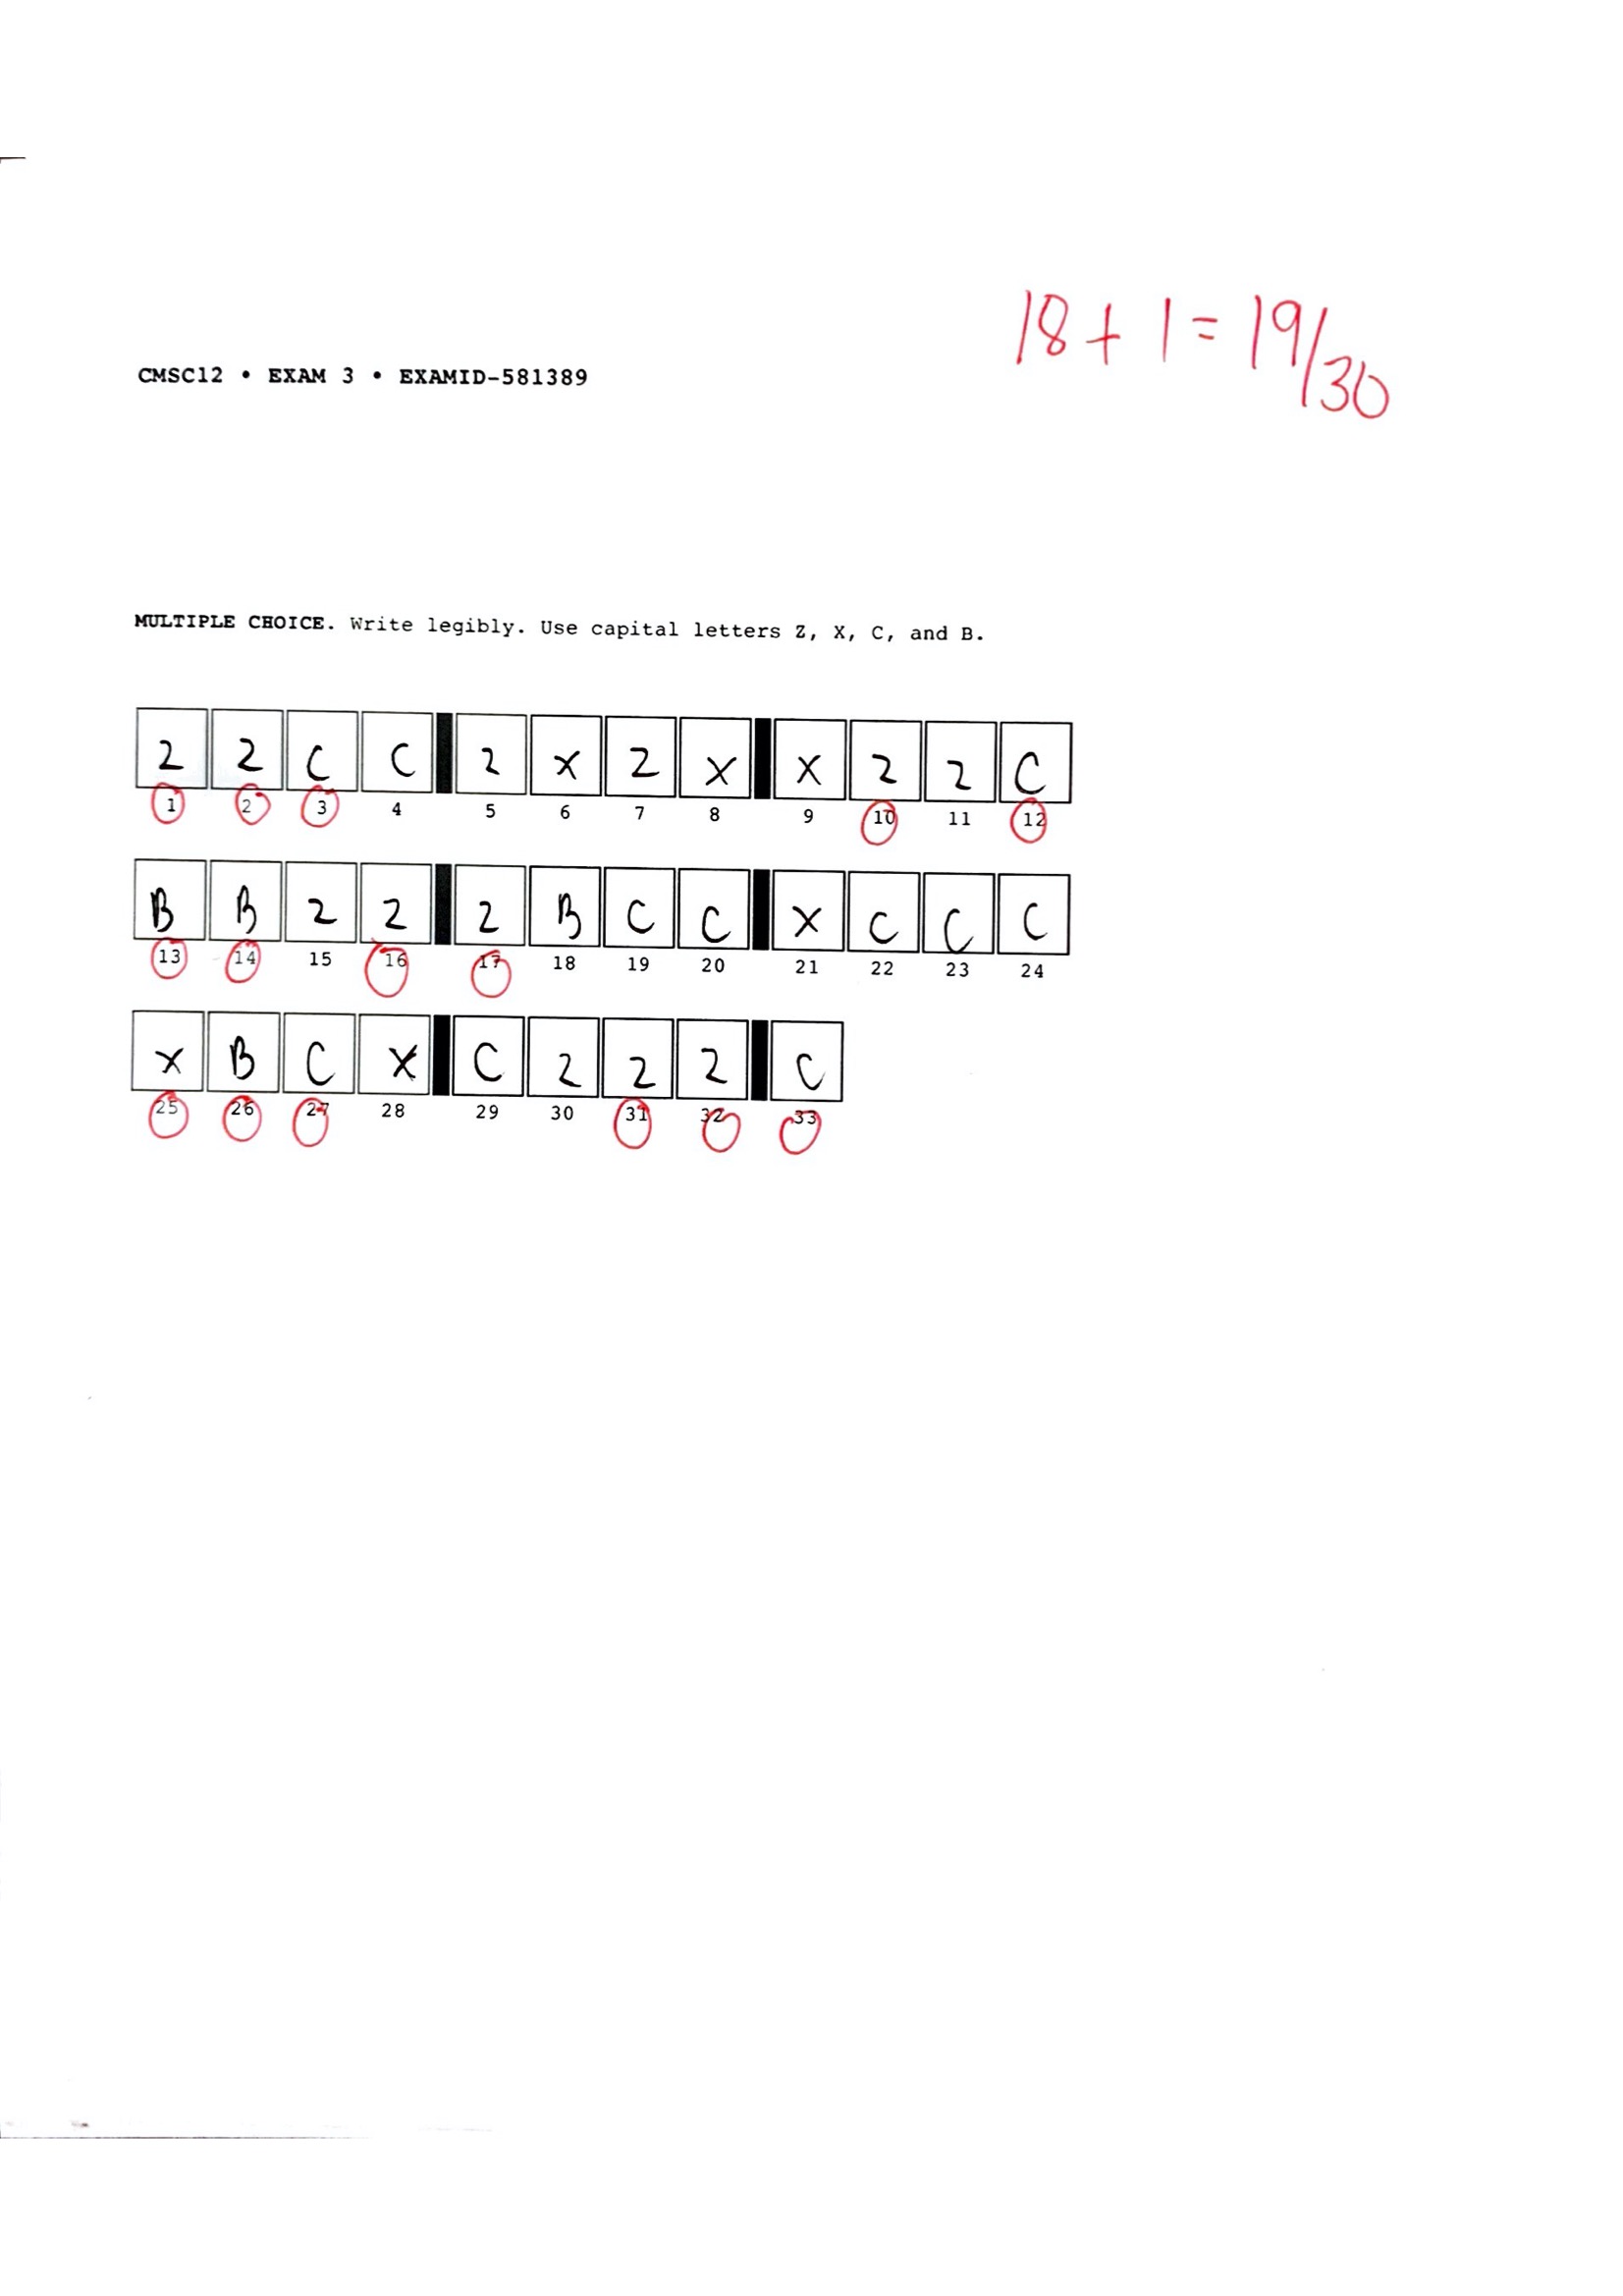 18 + 1 = 19/30
CMSC12 • EXAM 3 • EXAMID-581389
MULTIPLE CHOICE. Write legibly. Use capital letters Z, X, C, and B.
Z Z C C Z X Z X X Z Z C
1 2 3 4 5 6 7 8 9 10 11 12
B B Z Z Z B C C X C C C
13 14 15 16 17 18 19 20 21 22 23 24
X B C X C Z Z Z C
25 26 27 28 29 30 31 32 33